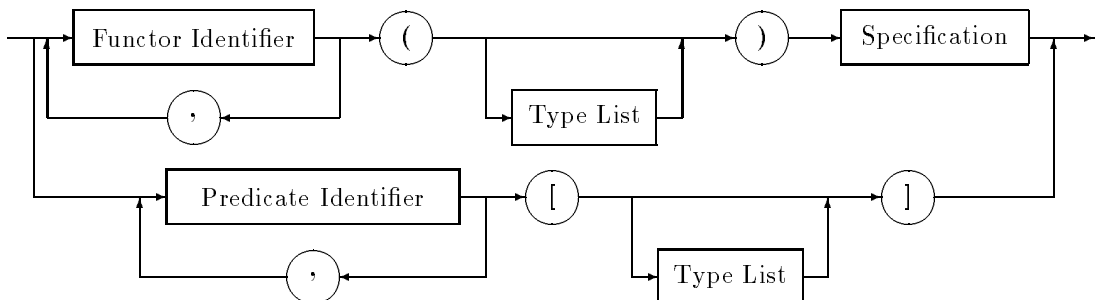 Functor Identifier ( ) Specification
, Type List
Predicate Identifier [ ]
, Type List